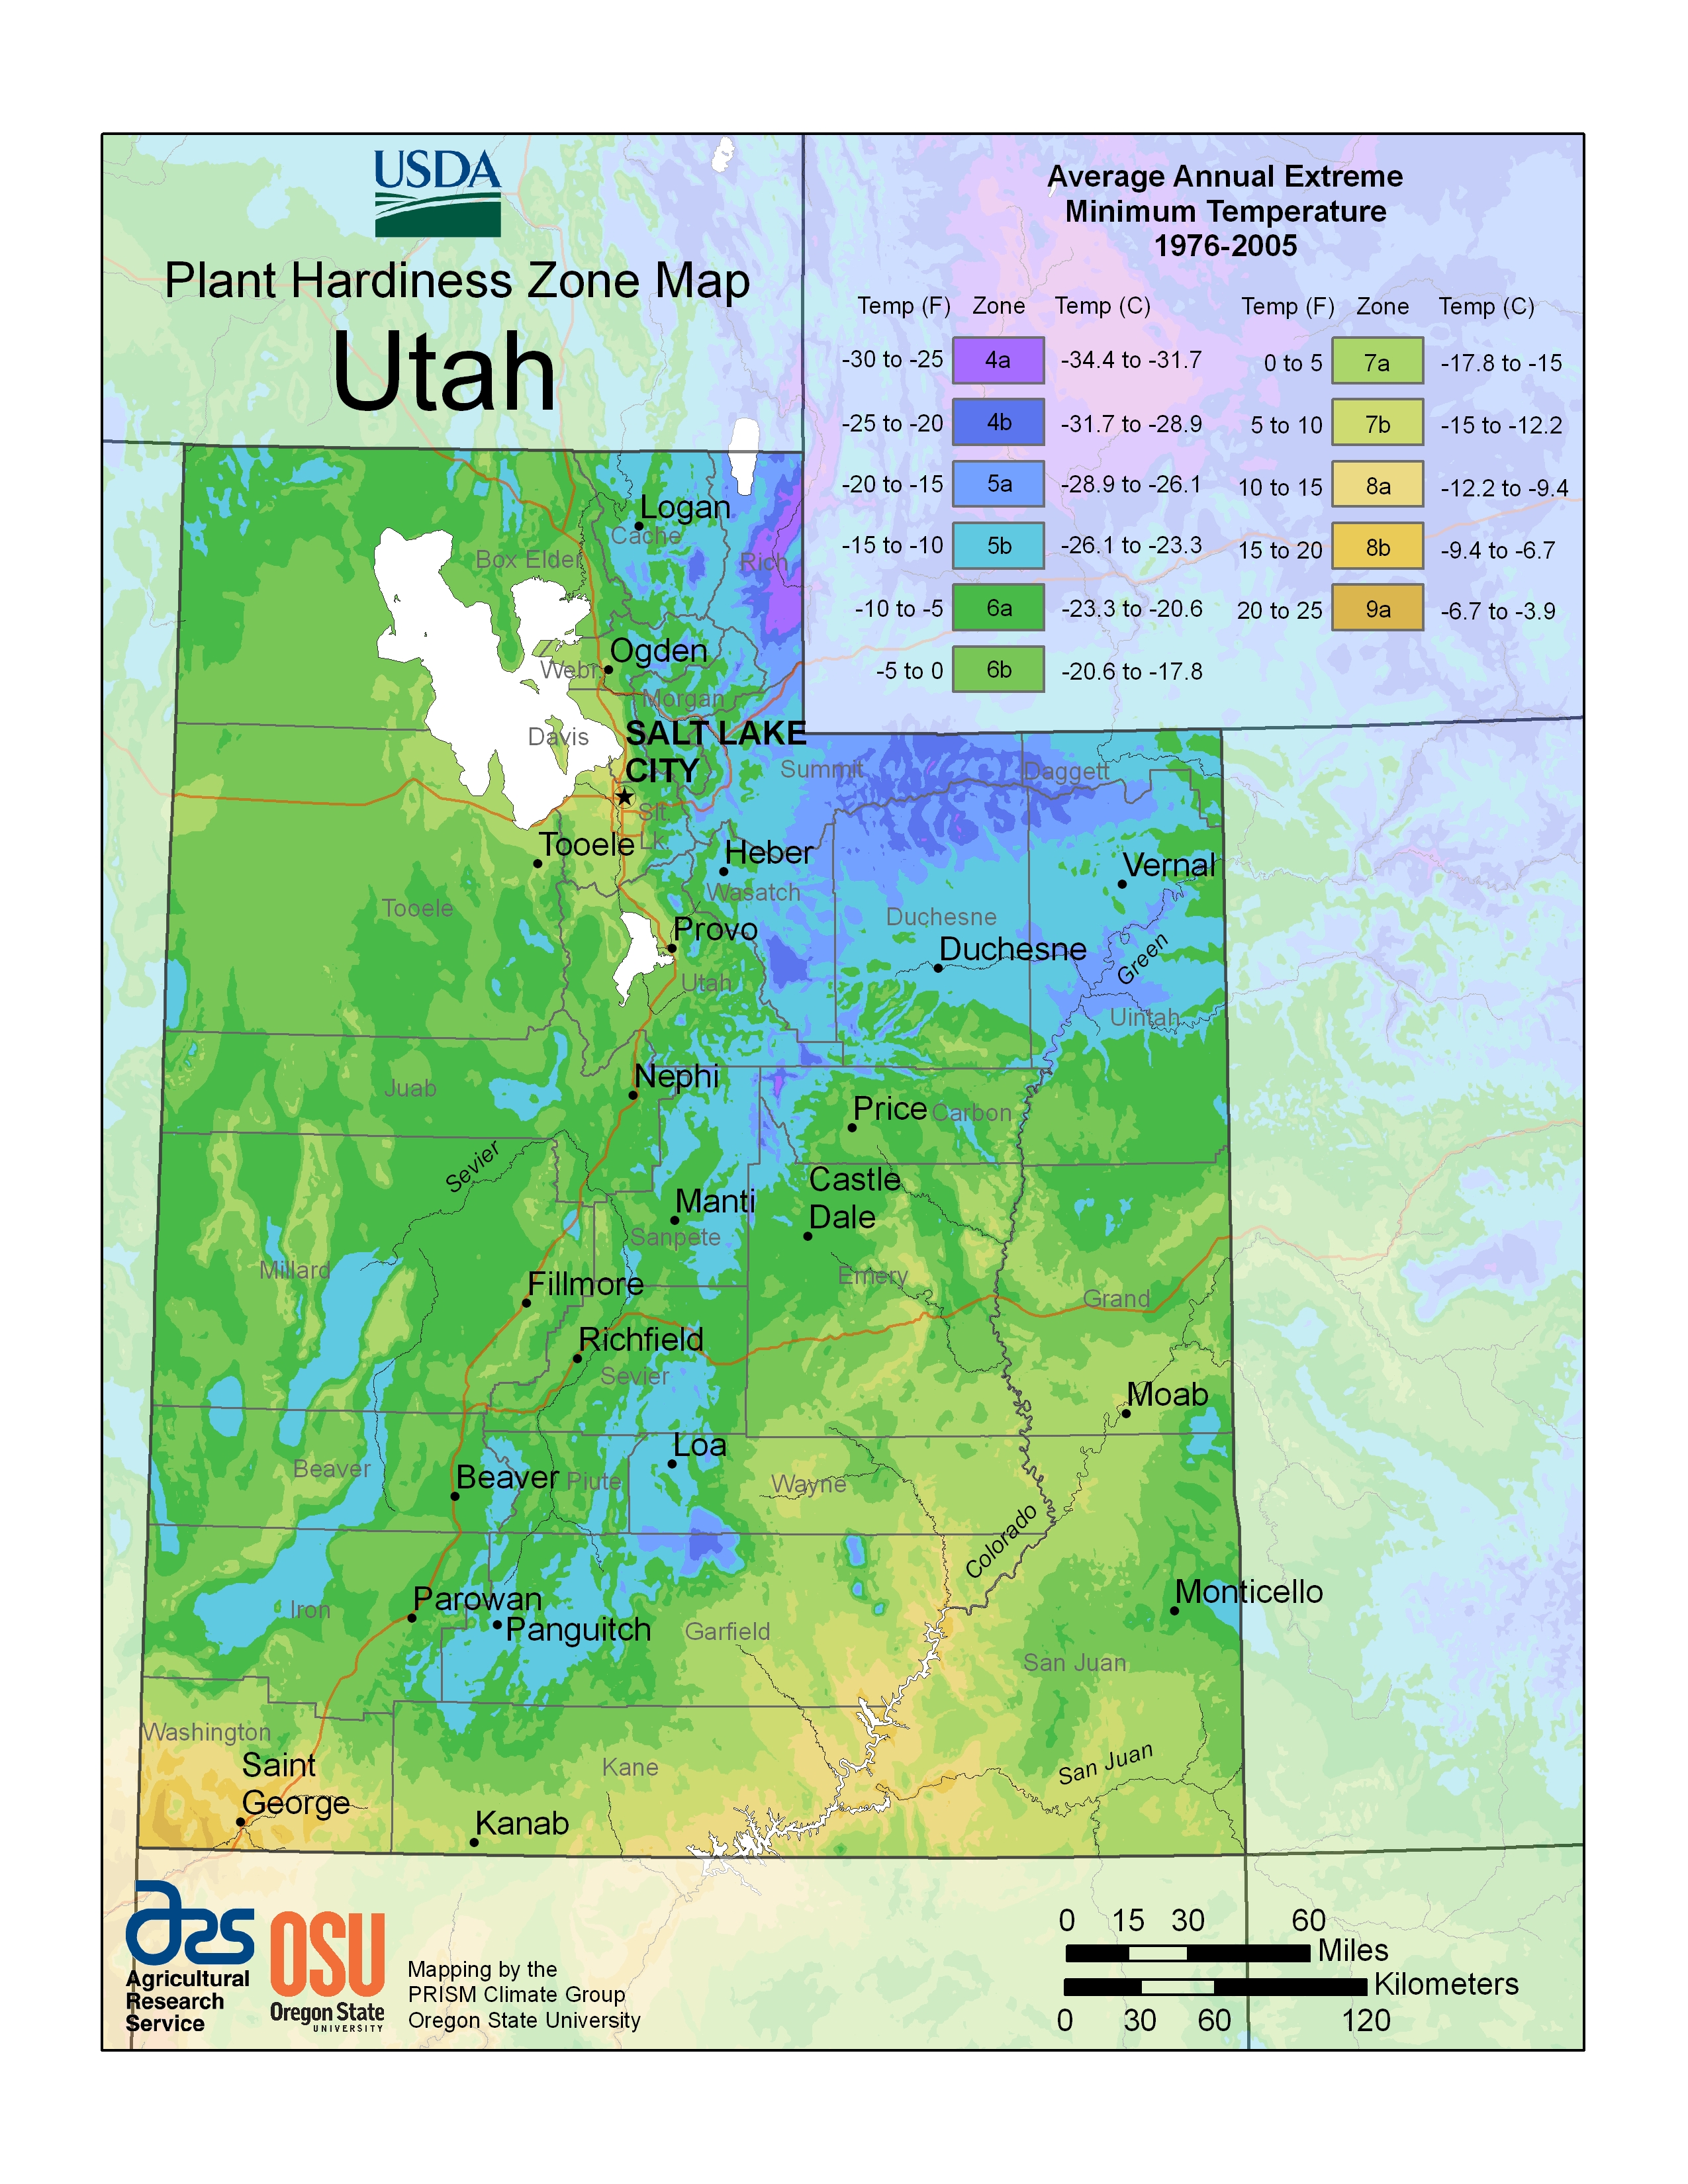 USDA
Plant Hardiness Zone Map
Utah
Average Annual Extreme
Minimum Temperature
1976-2005
Temp (F) Zone Temp (C) Temp (F) Zone Temp (C)
-30 to -25 4a -34.4 to -31.7 0 to 5 7a -17.8 to -15
-25 to -20 4b -31.7 to -28.9 5 to 10 7b -15 to -12.2
-20 to -15 5a -28.9 to -26.1 10 to 15 8a -12.2 to -9.4
-15 to -10 5b -26.1 to -23.3 15 to 20 8b -9.4 to -6.7
-10 to -5 6a -23.3 to -20.6 20 to 25 9a -6.7 to -3.9
-5 to 0 6b -20.6 to -17.8
Logan
Cache
Box Elder
Rich
Ogden
Webr.
Morgan
SALT LAKE
CITY
Davis
Summit
Daggett
Slt.
Lk.
Tooele
Heber
Vernal
Wasatch
Tooele
Duchesne
Provo
Duchesne
Green
Utah
Uintah
Nephi
Juab
Price
Carbon
Sevier
Castle
Dale
Manti
Sanpete
Millard
Emery
Fillmore
Grand
Richfield
Sevier
Moab
Loa
Beaver
Beaver
Piute
Wayne
Colorado
Parowan
Monticello
Iron
Panguitch
Garfield
San Juan
Washington
Saint
George
Kane
San Juan
Kanab
ars
Agricultural
Research
Service
OSU
Oregon State
UNIVERSITY
Mapping by the
PRISM Climate Group
Oregon State University
0 15 30 60
Miles
Kilometers
0 30 60 120